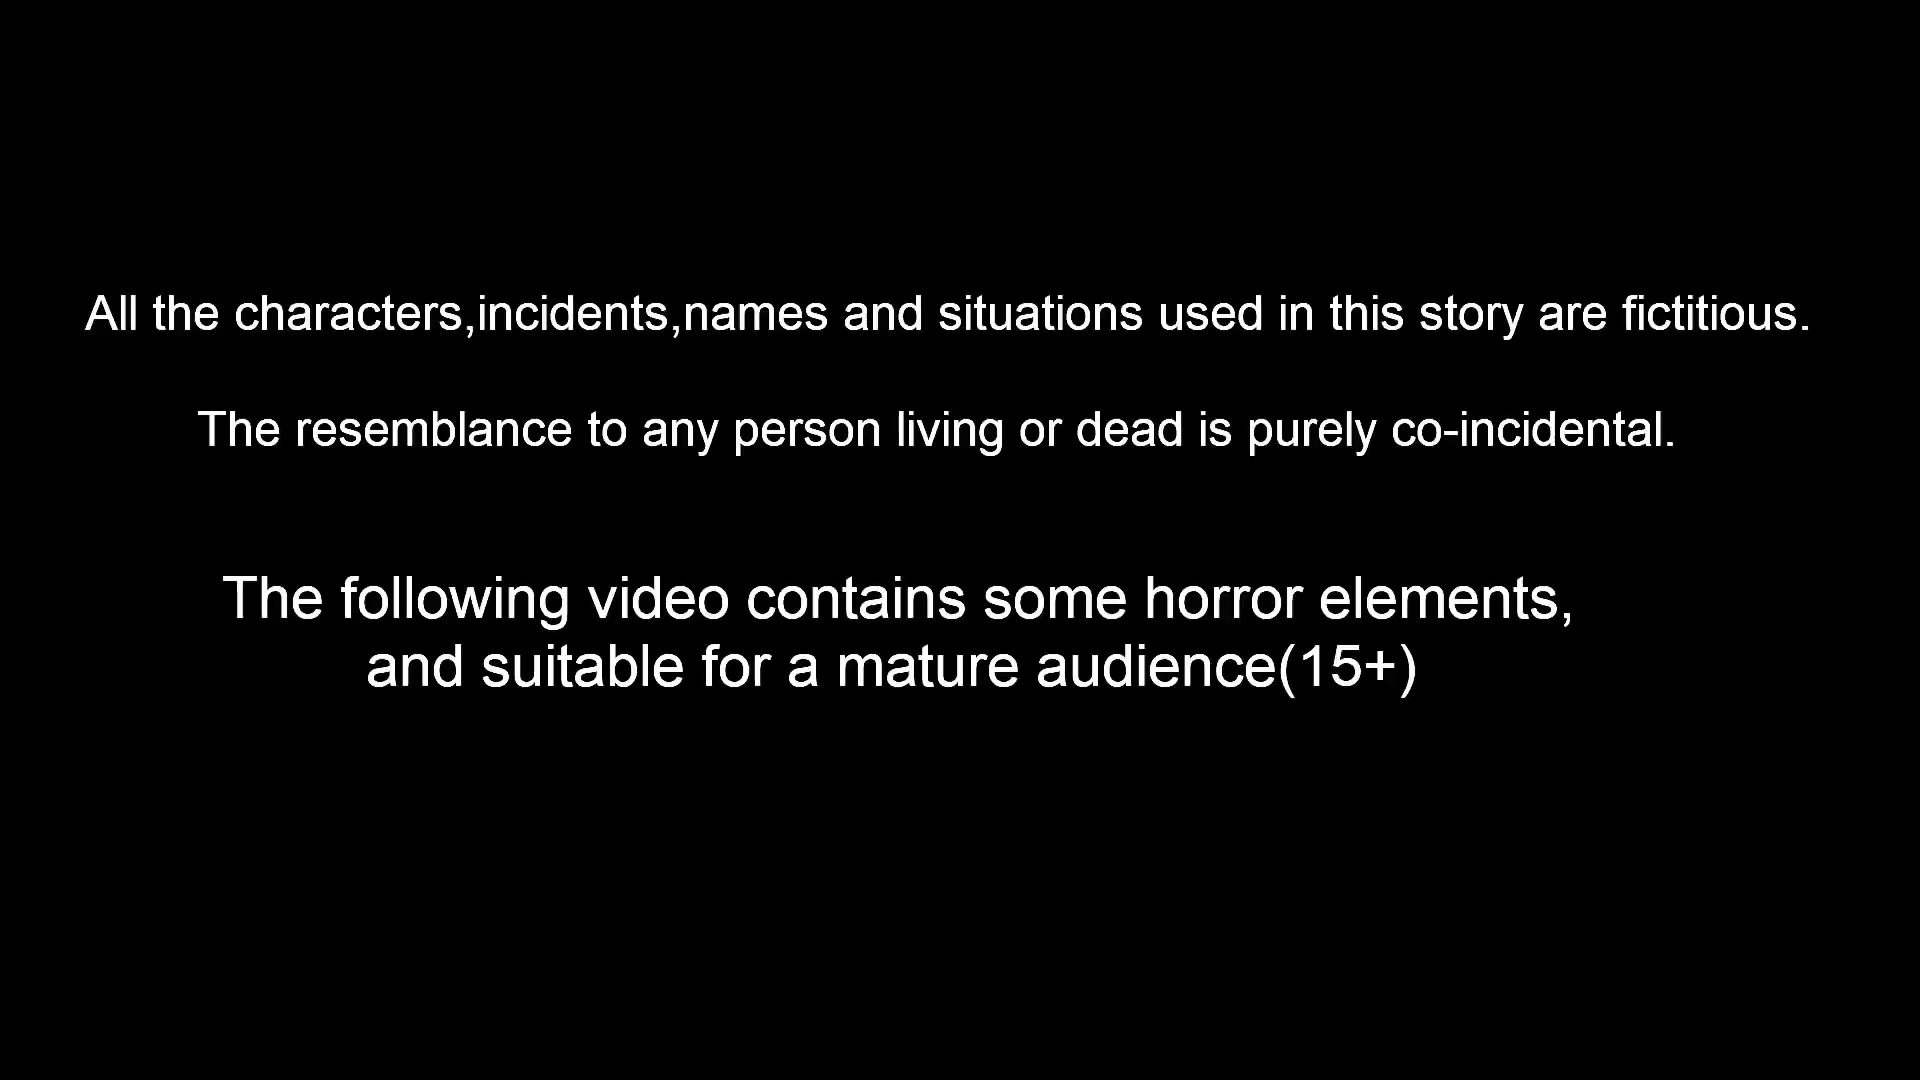 All the characters,incidents,names and situations used in this story are fictitious.
The resemblance to any person living or dead is purely co-incidental.
The following video contains some horror elements,
and suitable for a mature audience(15+)